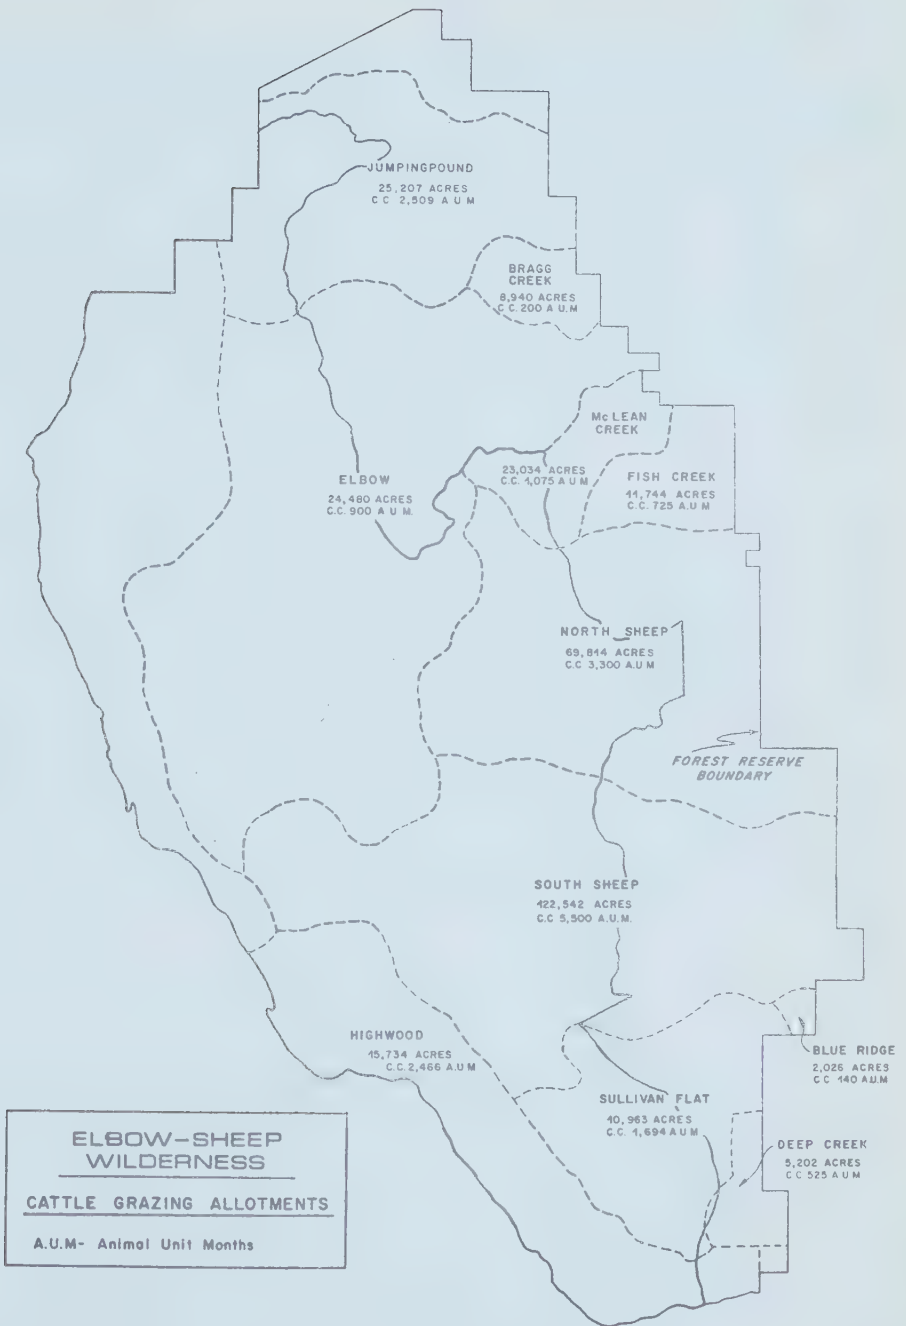 JUMPINGPOUND
25,207 ACRES
C C 2,509 A U M
BRAGG
CREEK
8,940 ACRES
C C. 200 A U M
McLEAN
CREEK
23,034 ACRES
C.C. 1,075 A U M
ELBOW
24,480 ACRES
C.C. 900 A U M.
FISH CREEK
11,744 ACRES
C.C. 725 A.U M
NORTH SHEEP
69,814 ACRES
C.C 3,300 A.U M
FOREST RESERVE
BOUNDARY
SOUTH SHEEP
122,542 ACRES
C.C 5,500 A.U.M.
HIGHWOOD
15,734 ACRES
C.C. 2,466 A.U M
BLUE RIDGE
2,026 ACRES
C C 140 A.U.M
SULLIVAN FLAT
10,963 ACRES
C.C. 1,694 A U M
DEEP CREEK
5,202 ACRES
C C 525 A U M
ELBOW-SHEEP
WILDERNESS
CATTLE GRAZING ALLOTMENTS
A.U.M- Animal Unit Months